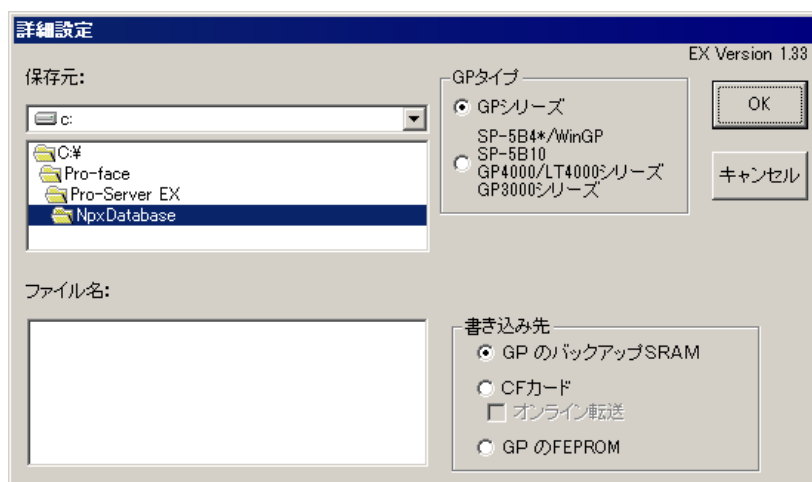 詳細設定
EX Version 1.33
保存元:
c:
C:¥
Pro-face
Pro-Server EX
NpxDatabase
GPタイプ
GPシリーズ
SP-5B4*/WinGP
SP-5B10
GP4000/LT4000シリーズ
GP3000シリーズ
OK
キャンセル
ファイル名:
書き込み先
GP のバックアップSRAM
CFカード
オンライン転送
GP のFEPROM